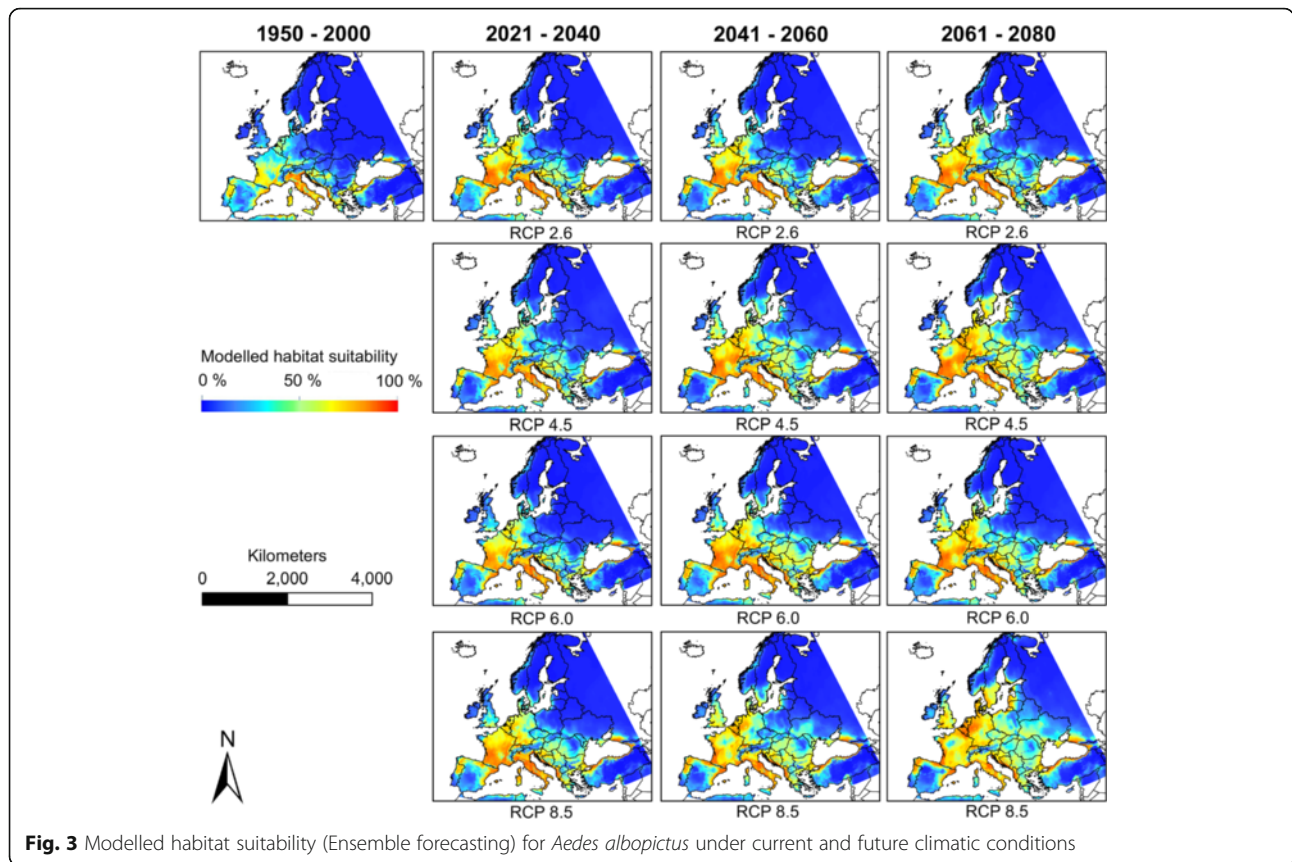 1950 - 2000 2021 - 2040 2041 - 2060 2061 - 2080
RCP 2.6 RCP 2.6 RCP 2.6
Modelled habitat suitability
0 % 50 % 100 %
RCP 4.5 RCP 4.5 RCP 4.5
Kilometers
0 2,000 4,000
RCP 6.0 RCP 6.0 RCP 6.0
N
RCP 8.5 RCP 8.5 RCP 8.5
Fig. 3 Modelled habitat suitability (Ensemble forecasting) for Aedes albopictus under current and future climatic conditions